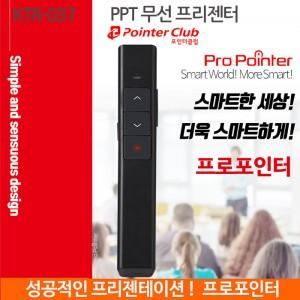 KTR-037
PPT 무선 프리젠터
Pointer Club
포인터클럽
Simple and sensuous design
Pro Pointer
Smart World! More Smart!
스마트한 세상!
더욱 스마트하게!
프로포인터
성공적인 프리젠테이션 ! 프로포인터